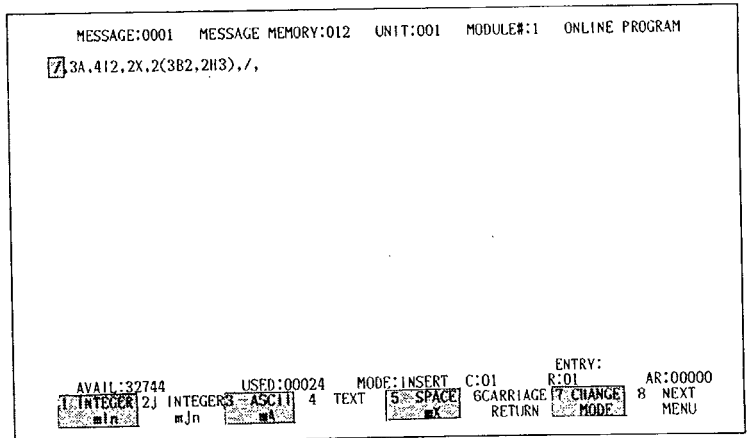 MESSAGE:0001 MESSAGE MEMORY:012 UNIT:001 MODULE#:1 ONLINE PROGRAM
/,3A,4I2,2X,2(3B2,2H3),/,
ENTRY:
AVAIL:32744 USED:00024 MODE:INSERT C:01 R:01 AR:00000
1 INTEGER 2J INTEGER 3 ASCII 4 TEXT 5 SPACE 6CARRIAGE 7 CHANGE 8 NEXT
mIn mJn mA mX RETURN MODE MENU